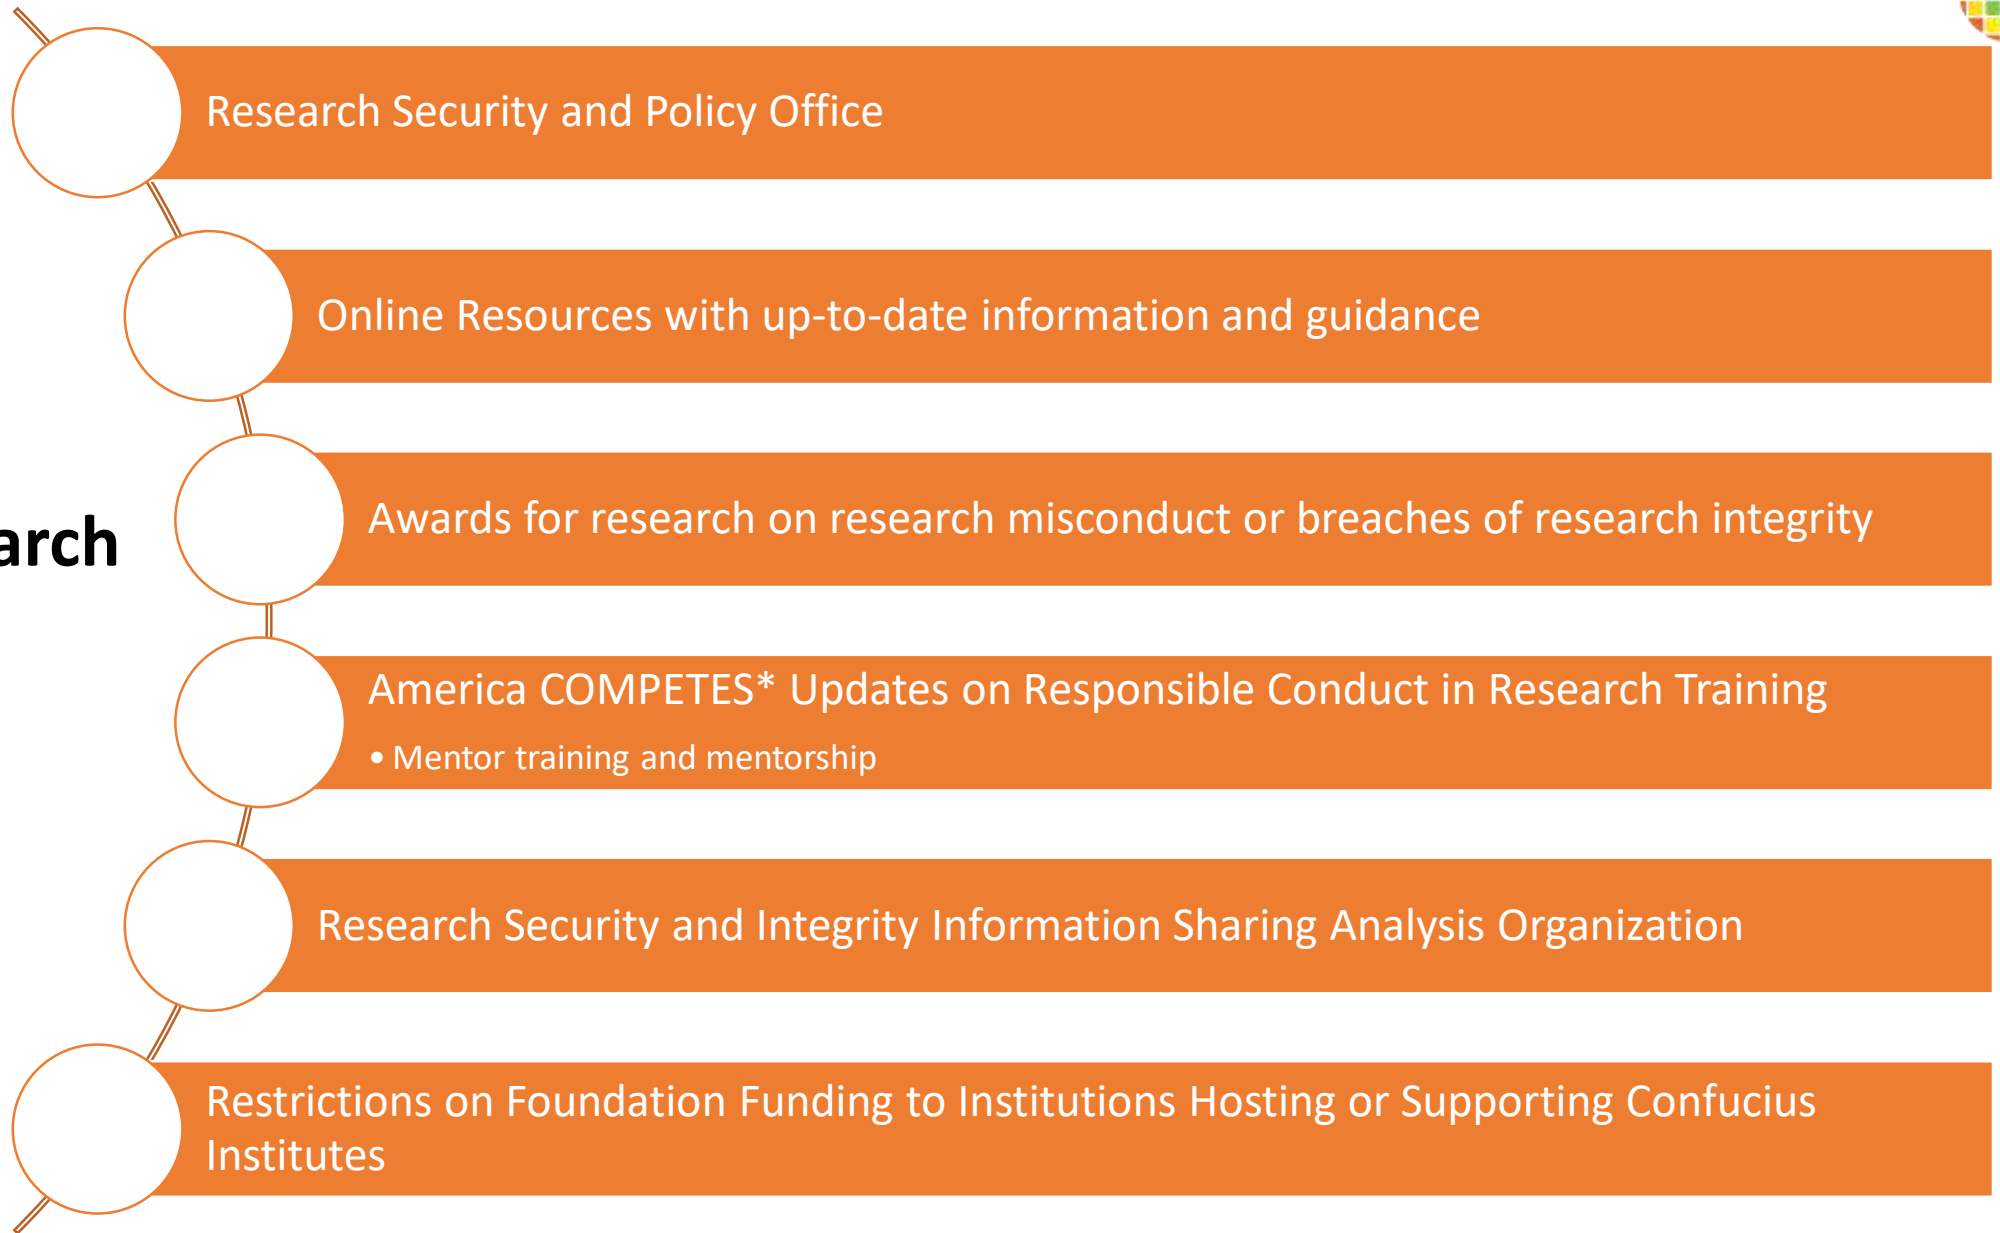 Research Security and Policy Office
Online Resources with up-to-date information and guidance
Awards for research on research misconduct or breaches of research integrity
arch
America COMPETES* Updates on Responsible Conduct in Research Training
• Mentor training and mentorship
Research Security and Integrity Information Sharing Analysis Organization
Restrictions on Foundation Funding to Institutions Hosting or Supporting Confucius
Institutes